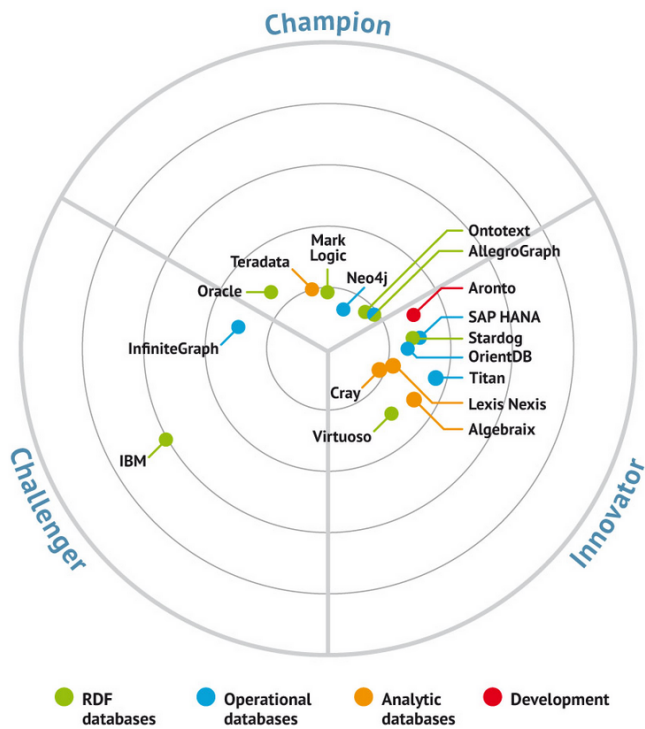 Champion
Ontotext
AllegroGraph
Mark
Logic
Teradata
Neo4j
Oracle
Aronto
SAP HANA
Stardog
InfiniteGraph
OrientDB
Titan
Cray
Lexis Nexis
Virtuoso
Algebraix
IBM
Challenger
Innovator
RDF
databases
Operational
databases
Analytic
databases
Development